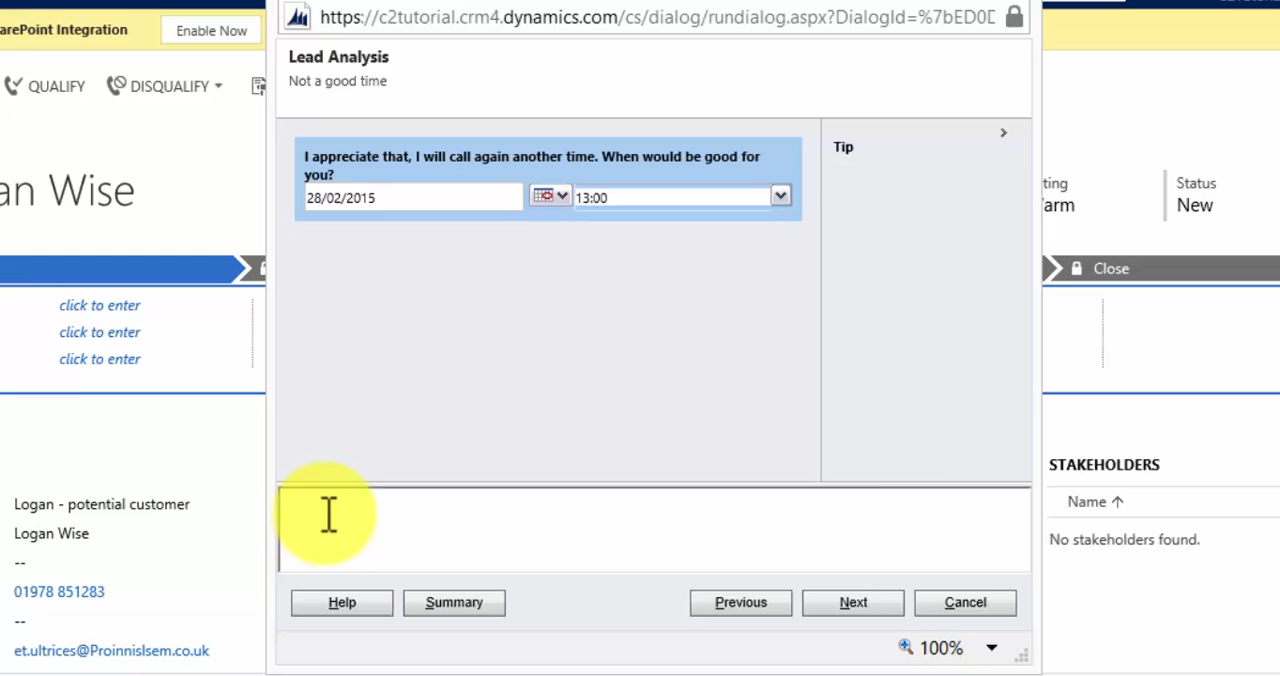 https://c2tutorial.crm4.dynamics.com/cs/dialog/rundialog.aspx?DialogId=%7bED0D
arePoint Integration
Enable Now
Lead Analysis
Not a good time
QUALIFY
DISQUALIFY
an Wise
I appreciate that, I will call again another time. When would be good for
you?
28/02/2015
13:00
Tip
ting
arm
Status
New
Close
click to enter
click to enter
click to enter
STAKEHOLDERS
Name
No stakeholders found.
Logan - potential customer
Logan Wise
--
01978 851283
--
et.ultrices@Proinnislsem.co.uk
Help
Summary
Previous
Next
Cancel
100%